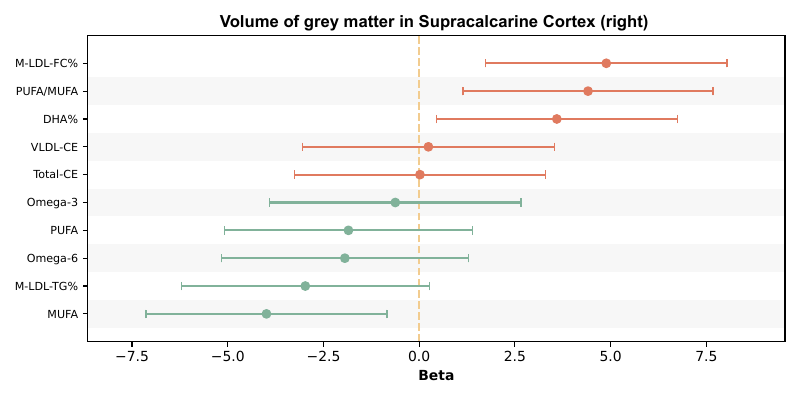 Volume of grey matter in Supracalcarine Cortex (right)
M-LDL-FC%
PUFA/MUFA
DHA%
VLDL-CE
Total-CE
Omega-3
PUFA
Omega-6
M-LDL-TG%
MUFA
−7.5 −5.0 −2.5 0.0 2.5 5.0 7.5
Beta